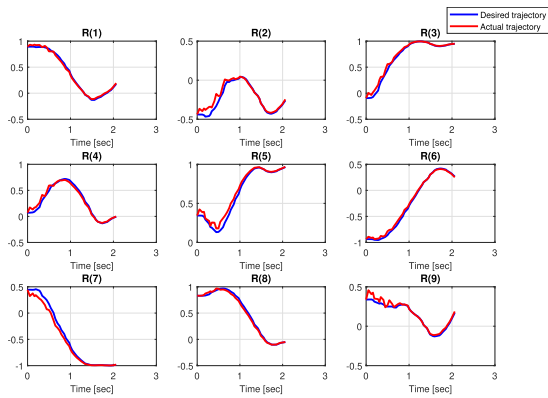 Desired trajectory
Actual trajectory
R(1) R(2) R(3)
1 0.5 1
0.5 0 0.5
0 -0.5 0
-0.5 -1 -0.5
0 1 2 3 0 1 2 3 0 1 2 3
Time [sec] Time [sec] Time [sec]
R(4) R(5) R(6)
1 1 0.5
0.5 0.5 0
0 0 -0.5
-0.5 -1
0 1 2 3 0 1 2 3 0 1 2 3
Time [sec] Time [sec] Time [sec]
R(7) R(8) R(9)
0.5 1 0.5
0 0.5
-0.5 0 0
-1 -0.5 -0.5
0 1 2 3 0 1 2 3 0 1 2 3
Time [sec] Time [sec] Time [sec]